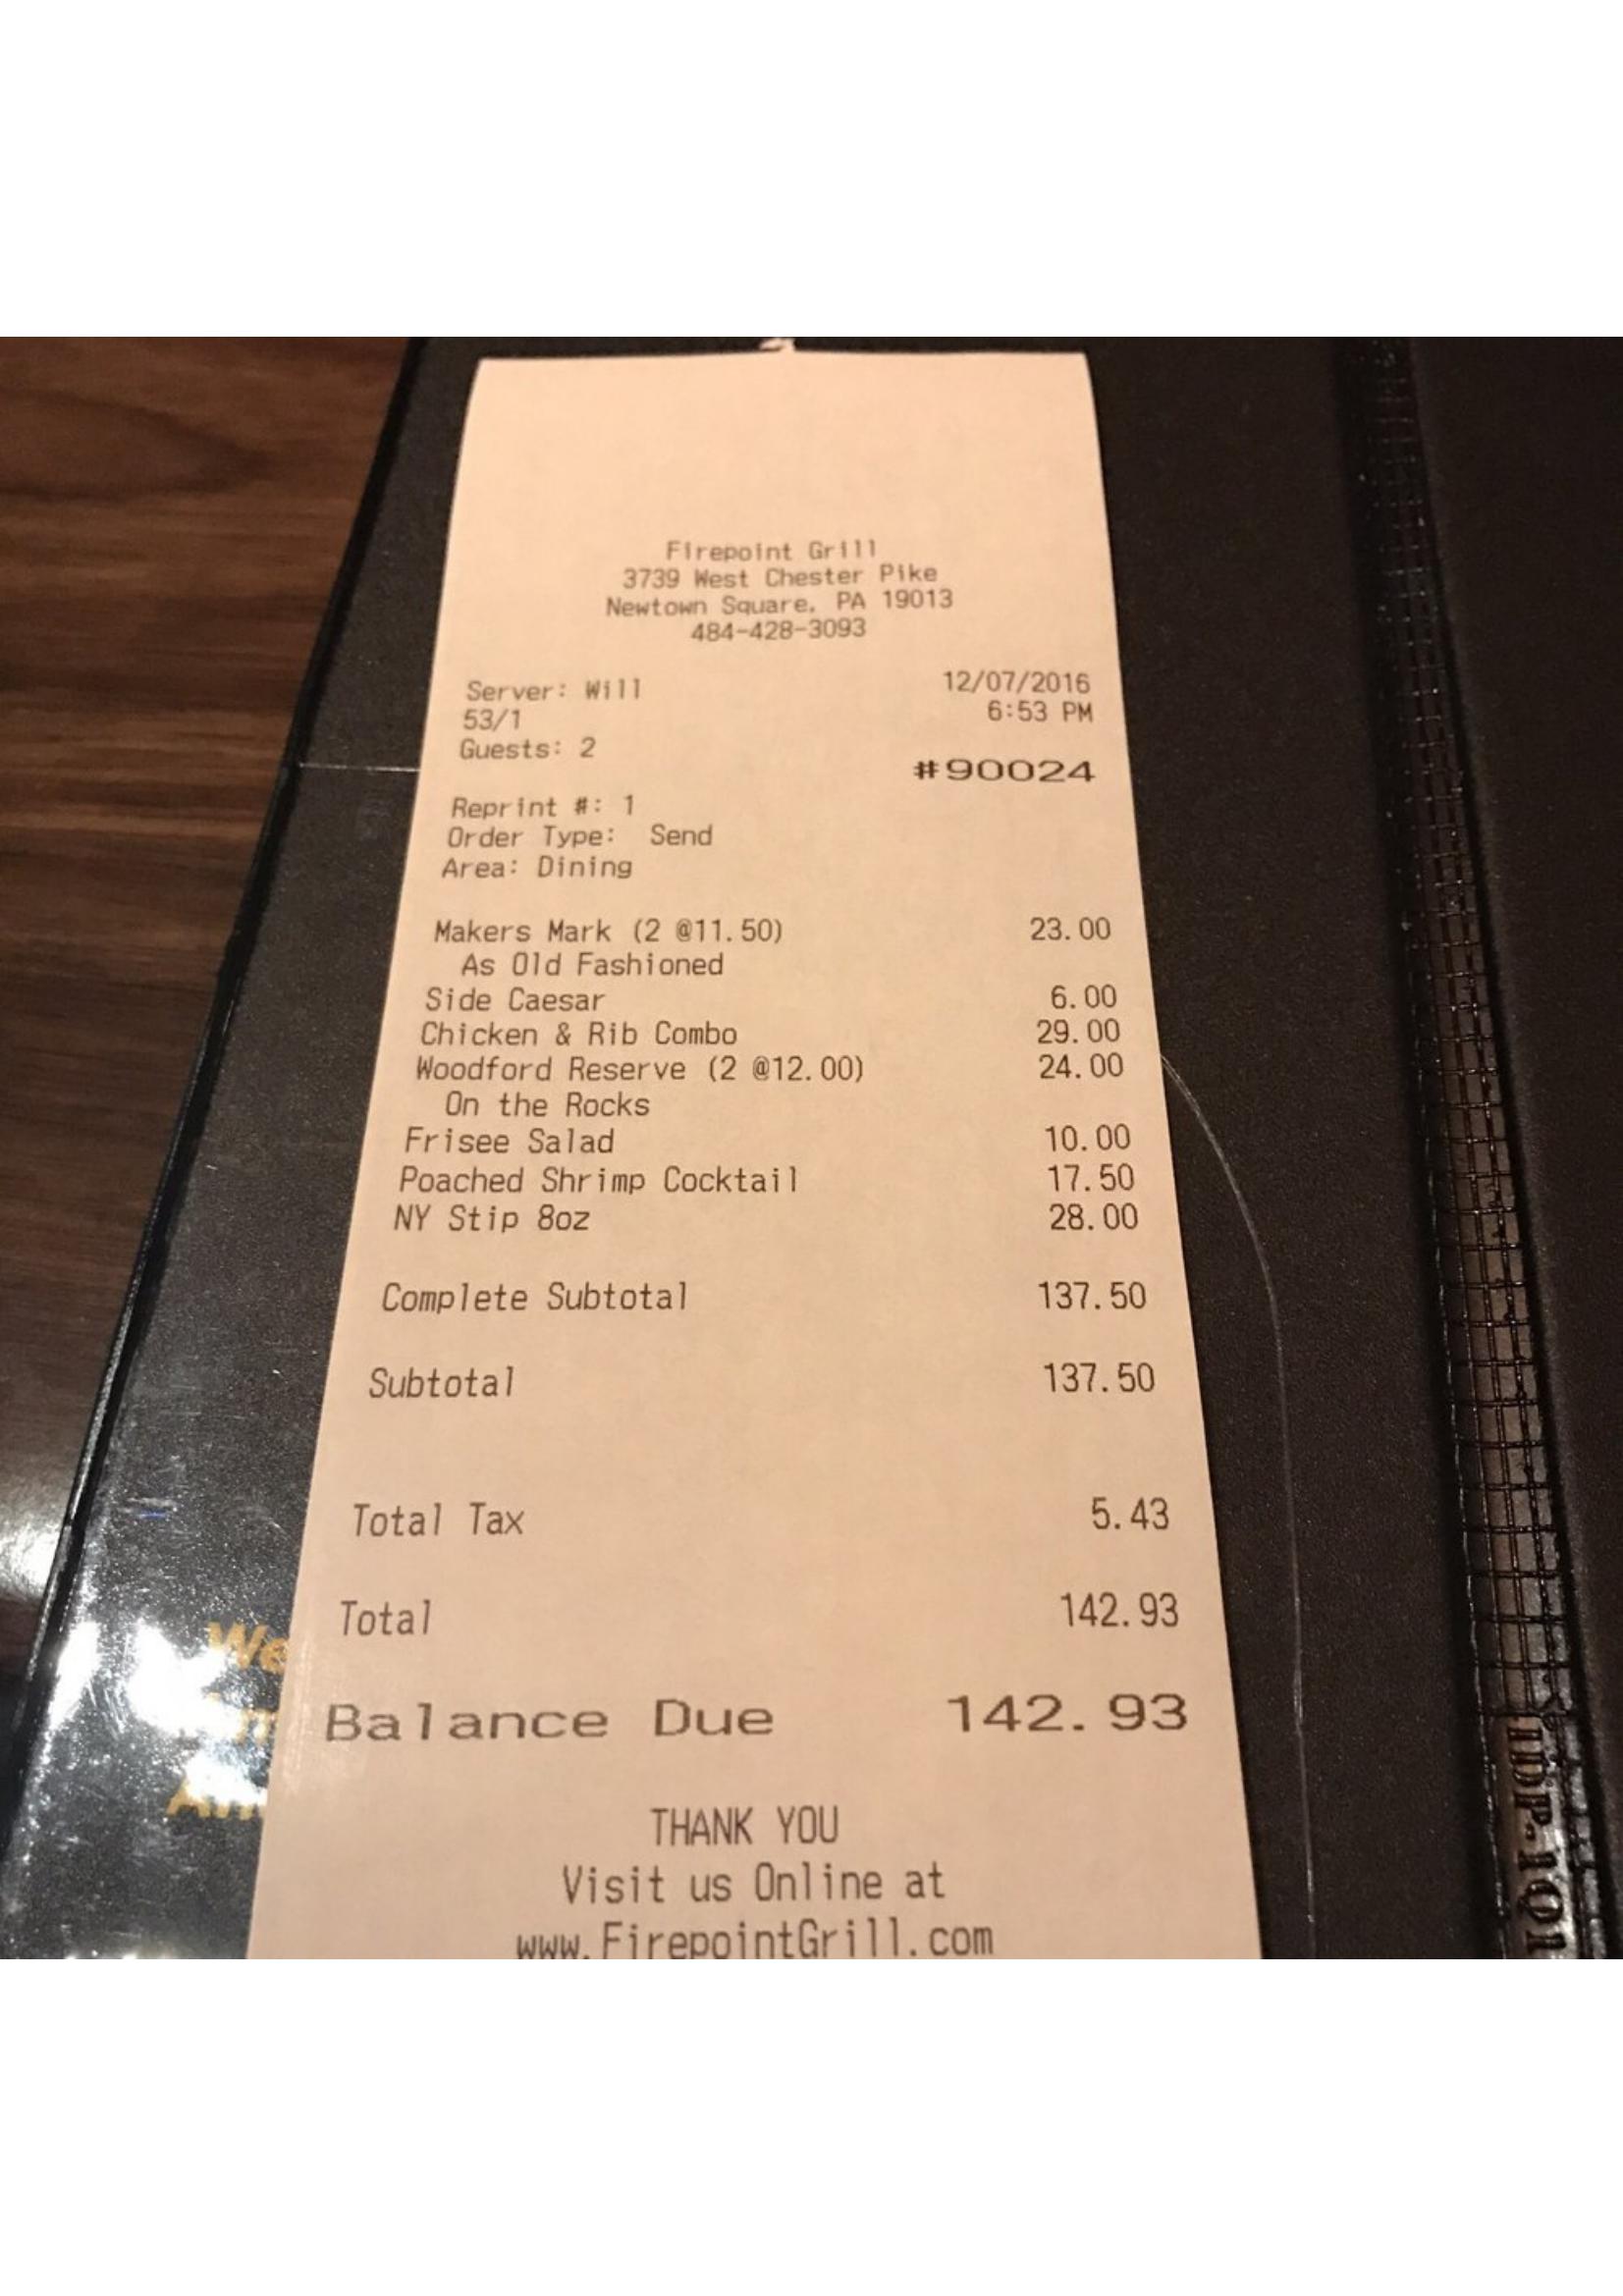 Firepoint Grill
3739 West Chester Pike
Newtown Square, PA 19013
484-428-3093
Server: Will 12/07/2016
53/1 6:53 PM
Guests: 2
#90024
Reprint #: 1
Order Type: Send
Area: Dining
Makers Mark (2 @11.50) 23.00
As Old Fashioned
Side Caesar 6.00
Chicken & Rib Combo 29.00
Woodford Reserve (2 @12.00) 24.00
On the Rocks
Frisee Salad 10.00
Poached Shrimp Cocktail 17.50
NY Stip 8oz 28.00
Complete Subtotal 137.50
Subtotal 137.50
Total Tax 5.43
Total 142.93
Balance Due 142.93
THANK YOU
Visit us Online at
www.FirepointGrill.com
We